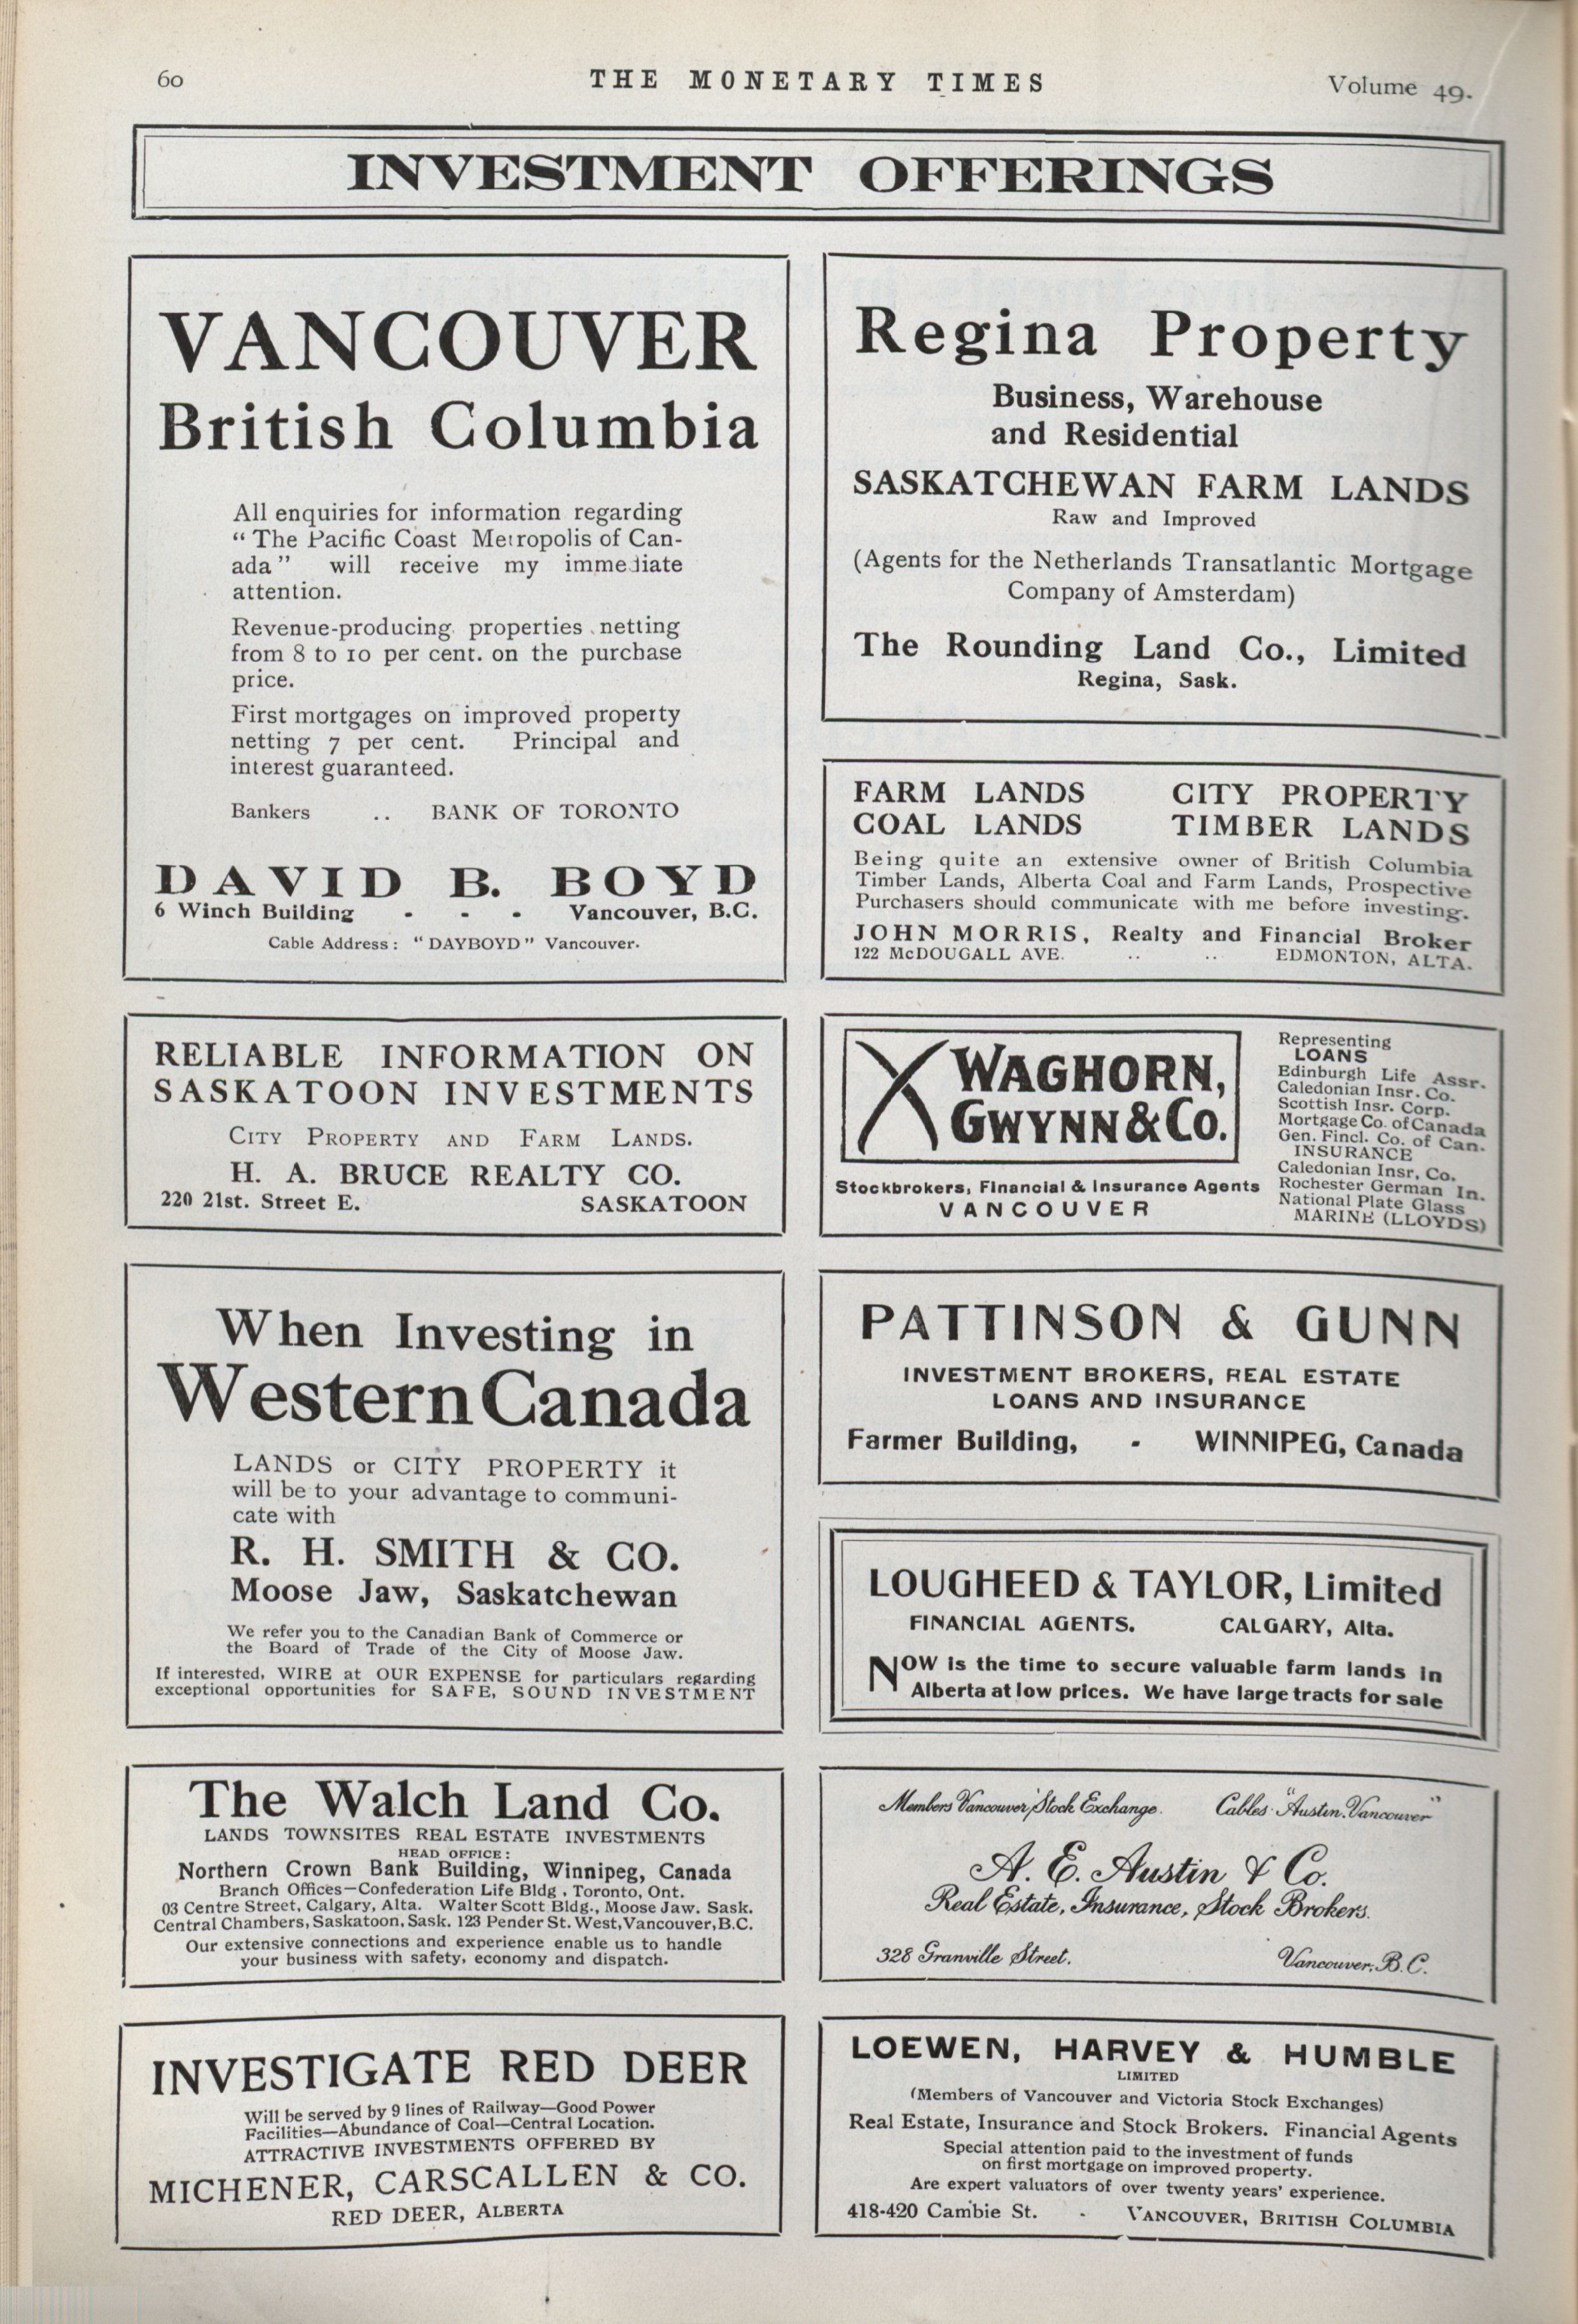 60
THE MONETARY TIMES
Volume 49.
INVESTMENT OFFERINGS
VANCOUVER
British Columbia
All enquiries for information regarding
“ The Pacific Coast Metropolis of Can-
ada ” will receive my immediate
attention.
Revenue-producing properties netting
from 8 to 10 per cent. on the purchase
price.
First mortgages on improved property
netting 7 per cent. Principal and
interest guaranteed.
Bankers .. BANK OF TORONTO
DAVID B. BOYD
6 Winch Building - - - Vancouver, B.C.
Cable Address : “ DAYBOYD ” Vancouver.
RELIABLE INFORMATION ON
SASKATOON INVESTMENTS
CITY PROPERTY AND FARM LANDS.
H. A. BRUCE REALTY CO.
220 21st. Street E. SASKATOON
When Investing in
Western Canada
LANDS or CITY PROPERTY it
will be to your advantage to communi-
cate with
R. H. SMITH & CO.
Moose Jaw, Saskatchewan
We refer you to the Canadian Bank of Commerce or
the Board of Trade of the City of Moose Jaw.
If interested, WIRE at OUR EXPENSE for particulars regarding
exceptional opportunities for SAFE, SOUND INVESTMENT
The Walch Land Co.
LANDS TOWNSITES REAL ESTATE INVESTMENTS
HEAD OFFICE :
Northern Crown Bank Building, Winnipeg, Canada
Branch Offices—Confederation Life Bldg , Toronto, Ont.
03 Centre Street, Calgary, Alta. Walter Scott Bldg., Moose Jaw. Sask.
Central Chambers, Saskatoon, Sask. 123 Pender St. West, Vancouver, B.C.
Our extensive connections and experience enable us to handle
your business with safety, economy and dispatch.
INVESTIGATE RED DEER
Will be served by 9 lines of Railway—Good Power
Facilities—Abundance of Coal—Central Location.
ATTRACTIVE INVESTMENTS OFFERED BY
MICHENER, CARSCALLEN & CO.
RED DEER, ALBERTA
Regina Property
Business, Warehouse
and Residential
SASKATCHEWAN FARM LANDS
Raw and Improved
(Agents for the Netherlands Transatlantic Mortgage
Company of Amsterdam)
The Rounding Land Co., Limited
Regina, Sask.
FARM LANDS CITY PROPERTY
COAL LANDS TIMBER LANDS
Being quite an extensive owner of British Columbia
Timber Lands, Alberta Coal and Farm Lands, Prospective
Purchasers should communicate with me before investing.
JOHN MORRIS, Realty and Financial Broker
122 McDOUGALL AVE. .. .. EDMONTON, ALTA.
WAGHORN,
GWYNN & Co.
Stockbrokers, Financial & Insurance Agents
VANCOUVER
Representing
LOANS
Edinburgh Life Assr.
Caledonian Insr. Co.
Scottish Insr. Corp.
Mortgage Co. of Canada
Gen. Fincl. Co. of Can.
INSURANCE
Caledonian Insr, Co.
Rochester German In.
National Plate Glass
MARINE (LLOYDS)
PATTINSON & GUNN
INVESTMENT BROKERS, REAL ESTATE
LOANS AND INSURANCE
Farmer Building, - WINNIPEG, Canada
LOUGHEED & TAYLOR, Limited
FINANCIAL AGENTS. CALGARY, Alta.
NOW is the time to secure valuable farm lands in
Alberta at low prices. We have large tracts for sale
Members Vancouver Stock Exchange. Cables "Austin, Vancouver"
A. E. Austin & Co.
Real Estate, Insurance, Stock Brokers.
328 Granville Street. Vancouver, B.C.
LOEWEN, HARVEY & HUMBLE
LIMITED
(Members of Vancouver and Victoria Stock Exchanges)
Real Estate, Insurance and Stock Brokers. Financial Agents
Special attention paid to the investment of funds
on first mortgage on improved property.
Are expert valuators of over twenty years' experience.
418-420 Cambie St. - VANCOUVER, BRITISH COLUMBIA